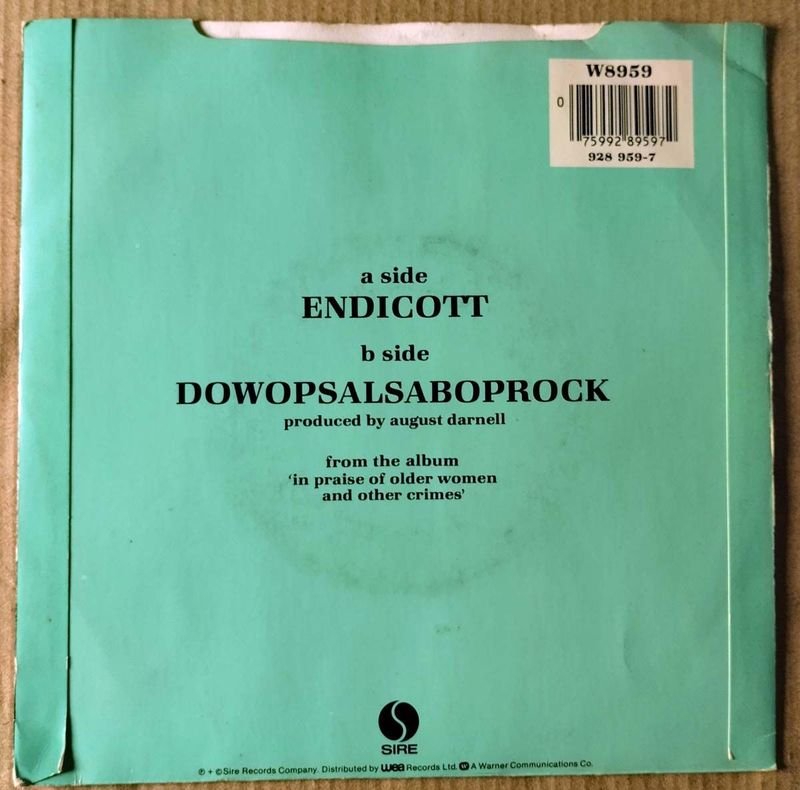 W8959
0 75992 89597
928 959-7
a side
ENDICOTT
b side
DOWOPSALSABOPROCK
produced by august darnell
from the album
‘in praise of older women
and other crimes’
SIRE
℗ + © Sire Records Company. Distributed by wea Records Ltd. W A Warner Communications Co.